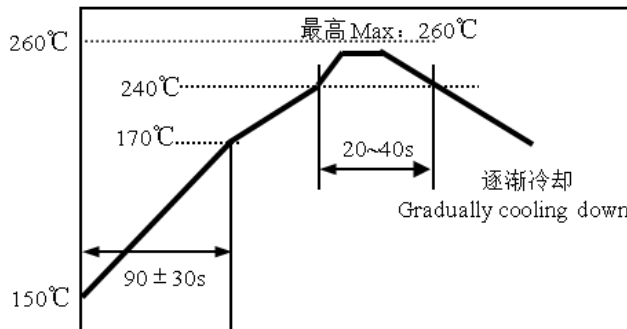 最高 Max：260℃
260℃
240℃
170℃
20~40s
逐渐冷却
Gradually cooling down
90±30s
150℃